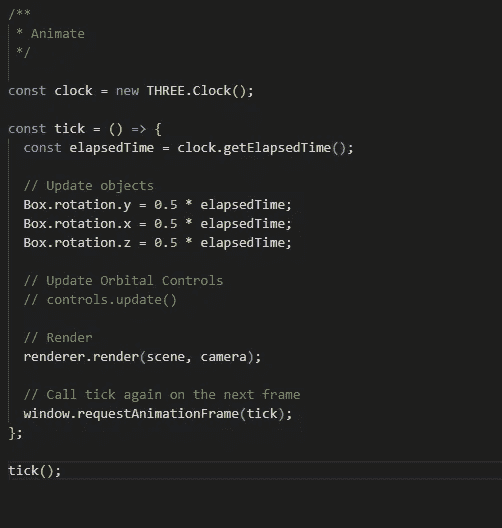 /**
 * Animate
 */
const clock = new THREE.Clock();
const tick = () => {
  const elapsedTime = clock.getElapsedTime();
  // Update objects
  Box.rotation.y = 0.5 * elapsedTime;
  Box.rotation.x = 0.5 * elapsedTime;
  Box.rotation.z = 0.5 * elapsedTime;
  // Update Orbital Controls
  // controls.update()
  // Render
  renderer.render(scene, camera);
  // Call tick again on the next frame
  window.requestAnimationFrame(tick);
};
tick();